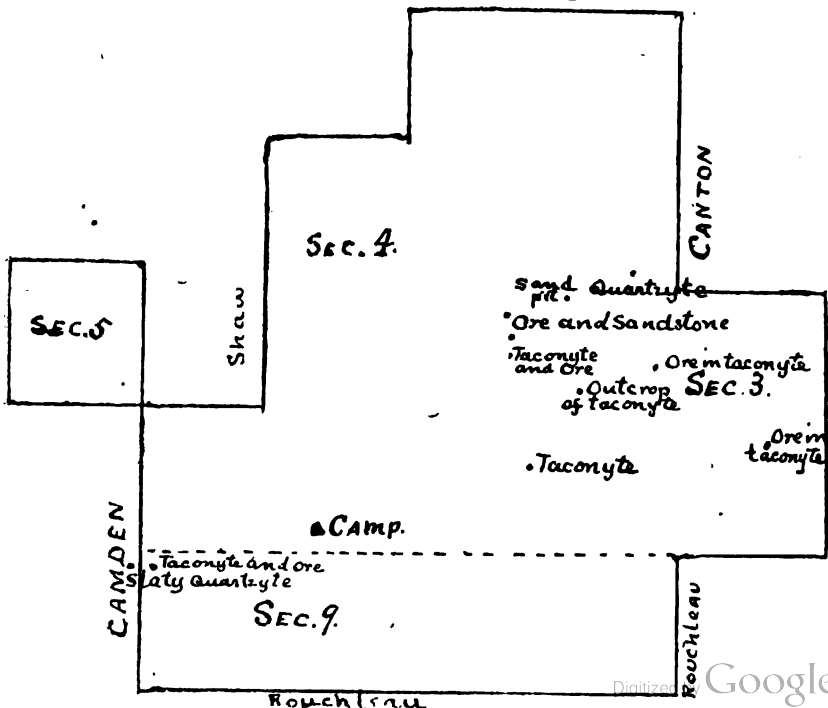 CANTON
SEC. 4.
Sand pit.
Quartzyte
SEC. 5
Shaw
Ore and Sandstone
Taconyte
and Ore
Ore in taconyte
SEC. 3.
Outcrop
of taconyte
Ore in
taconyte
Taconyte
CAMP.
CAMDEN
Taconyte and ore
Slaty Quartzyte
SEC. 9.
ROUCHLEAU
Rouchleau
Digitized by Google